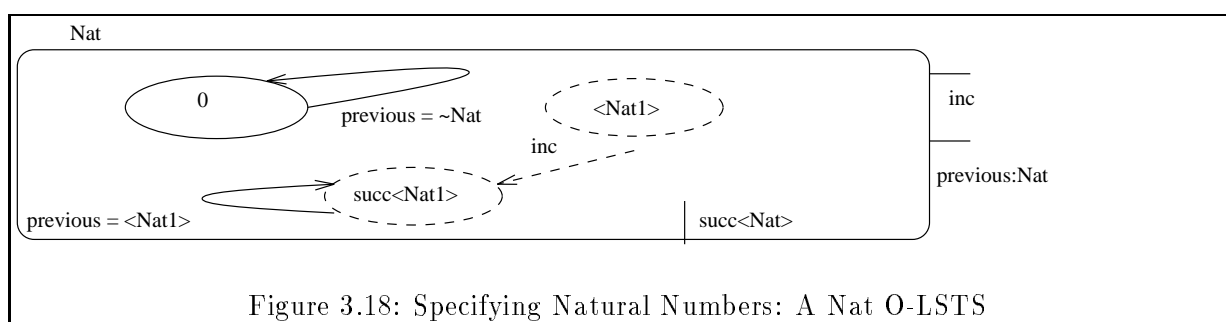 Nat
0
previous = ~Nat
<Nat1>
inc
inc
succ<Nat1>
previous:Nat
previous = <Nat1>
succ<Nat>
Figure 3.18: Specifying Natural Numbers: A Nat O-LSTS